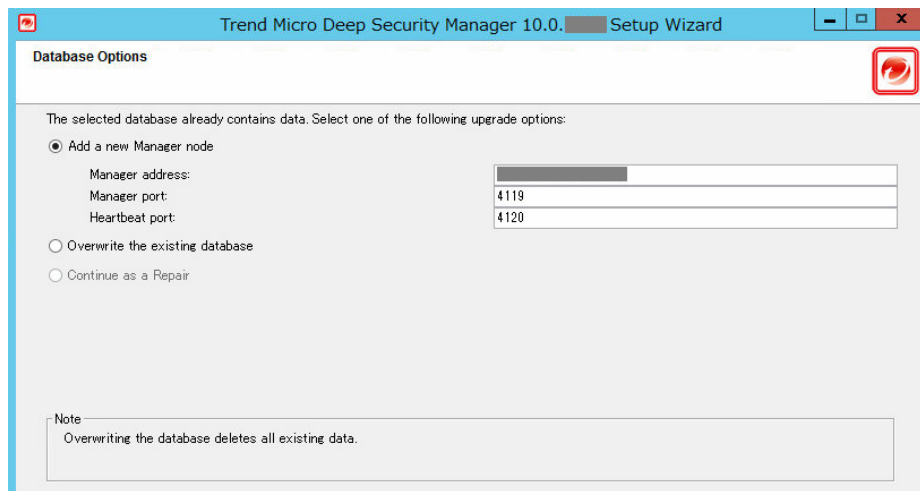 Trend Micro Deep Security Manager 10.0. Setup Wizard
Database Options
The selected database already contains data. Select one of the following upgrade options:
Add a new Manager node
Manager address:
Manager port: 4119
Heartbeat port: 4120
Overwrite the existing database
Continue as a Repair
Note
Overwriting the database deletes all existing data.